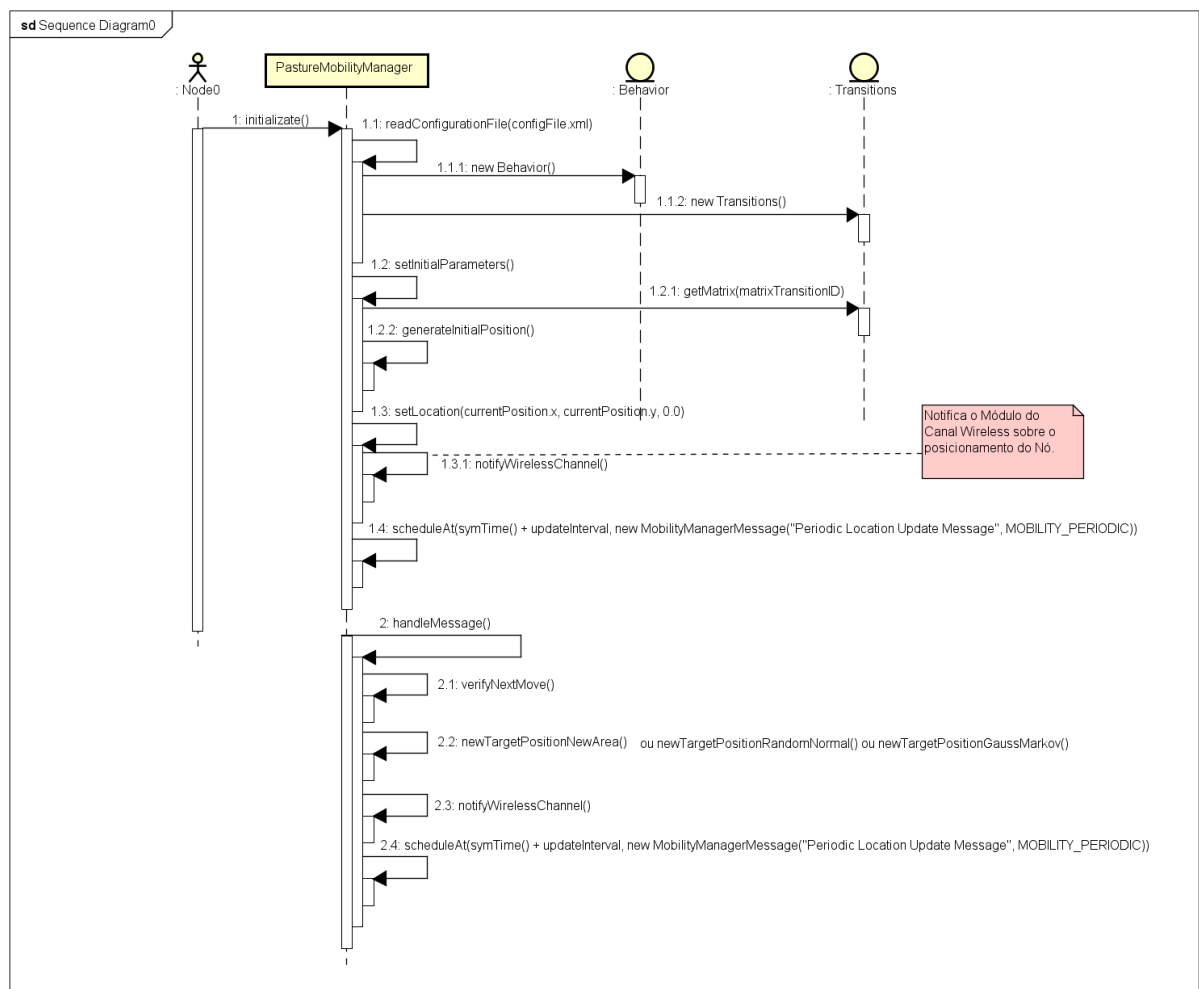 sd Sequence Diagram0
: Node0
PastureMobilityManager
: Behavior
: Transitions
1: initializate()
1.1: readConfigurationFile(configFile.xml)
1.1.1: new Behavior()
1.1.2: new Transitions()
1.2: setInitialParameters()
1.2.1: getMatrix(matrixTransitionID)
1.2.2: generateInitialPosition()
1.3: setLocation(currentPosition.x, currentPosition.y, 0.0)
Notifica o Módulo do
Canal Wireless sobre o
posicionamento do Nó.
1.3.1: notifyWirelessChannel()
1.4: scheduleAt(symTime() + updateInterval, new MobilityManagerMessage("Periodic Location Update Message", MOBILITY_PERIODIC))
2: handleMessage()
2.1: verifyNextMove()
2.2: newTargetPositionNewArea() ou newTargetPositionRandomNormal() ou newTargetPositionGaussMarkov()
2.3: notifyWirelessChannel()
2.4: scheduleAt(symTime() + updateInterval, new MobilityManagerMessage("Periodic Location Update Message", MOBILITY_PERIODIC))